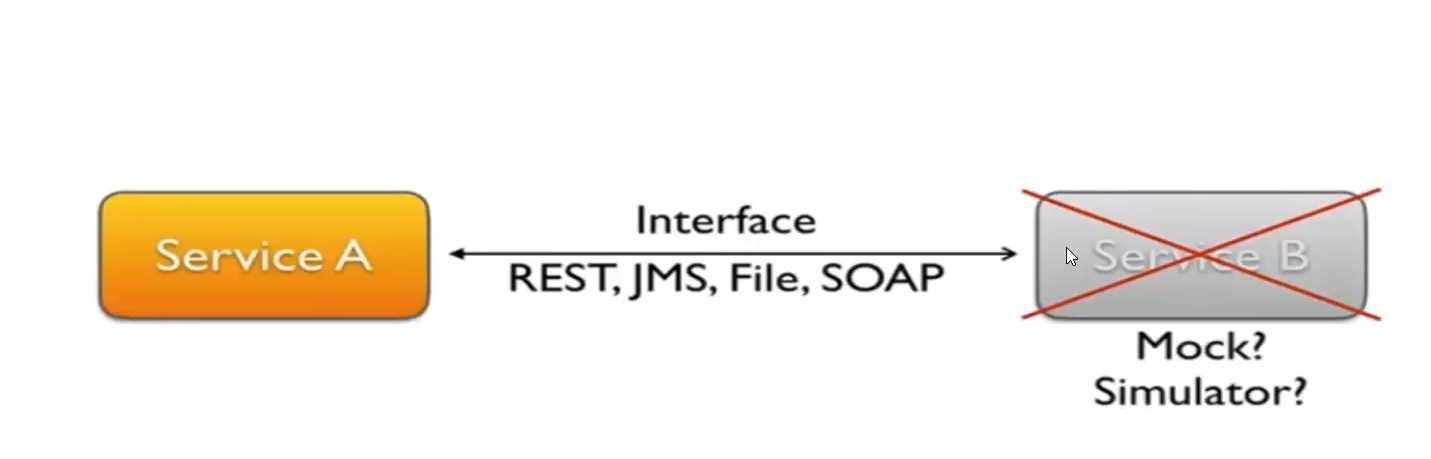 Interface
Service A
REST, JMS, File, SOAP
Service B
Mock?
Simulator?